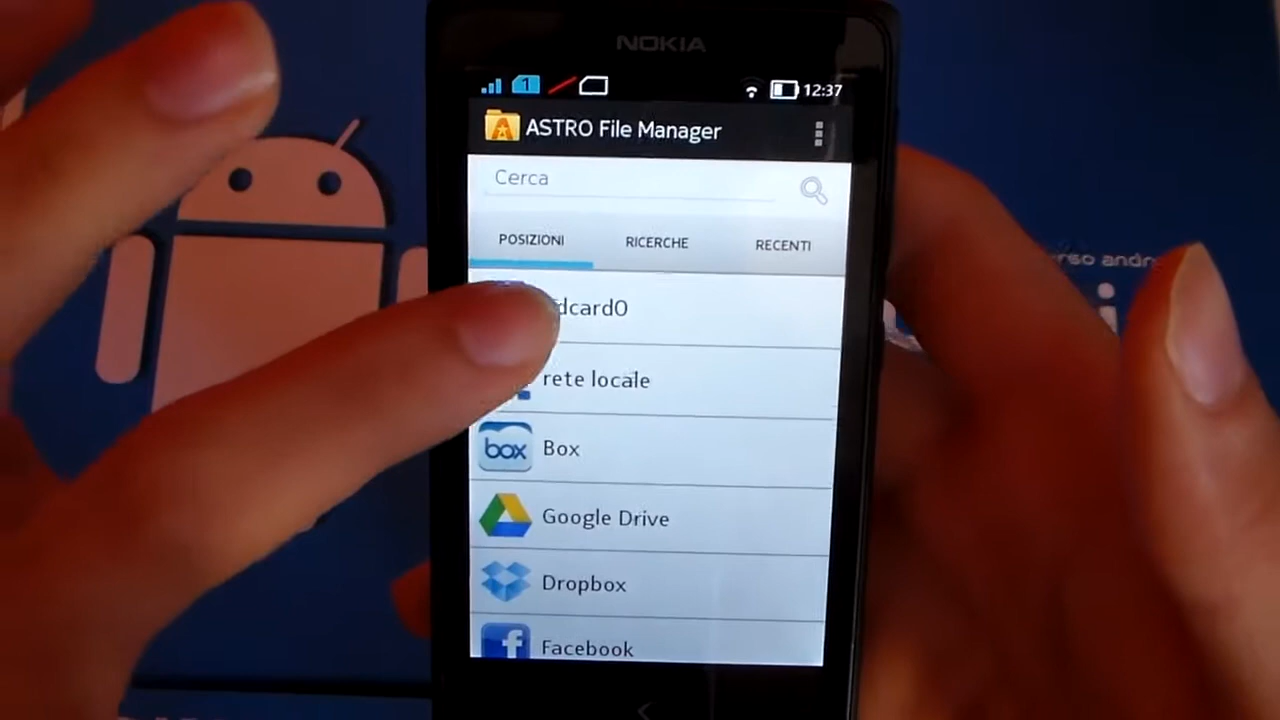 NOKIA
1
12:37
ASTRO File Manager
Cerca
POSIZIONI RICERCHE RECENTI
dcard0
rete locale
box Box
Google Drive
Dropbox
f Facebook